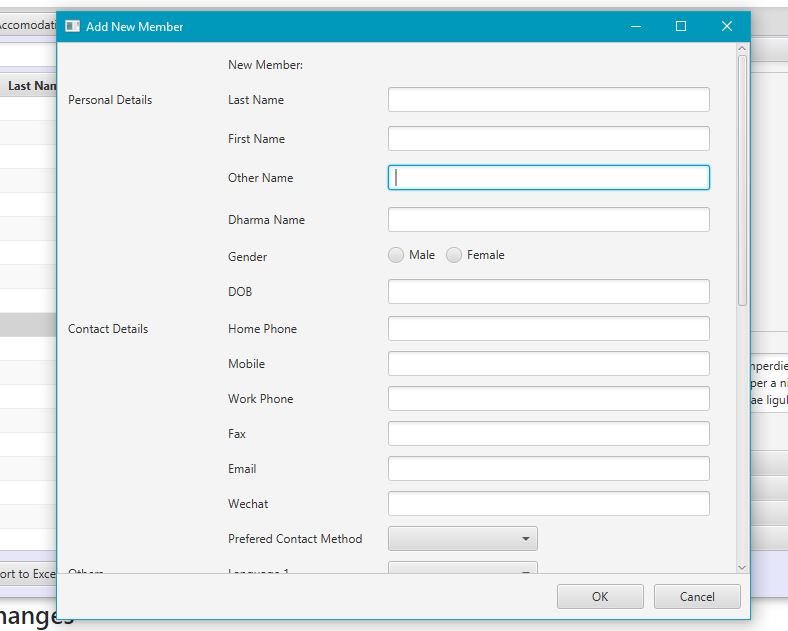 Add New Member
New Member:
Personal Details
Last Name
First Name
Other Name
Dharma Name
Gender
Male
Female
DOB
Contact Details
Home Phone
Mobile
Work Phone
Fax
Email
Wechat
Prefered Contact Method
Others
Language 1
OK
Cancel
Accomodati
Last Nam
ort to Exce
hanges
nperdie
per a ni
ae ligul